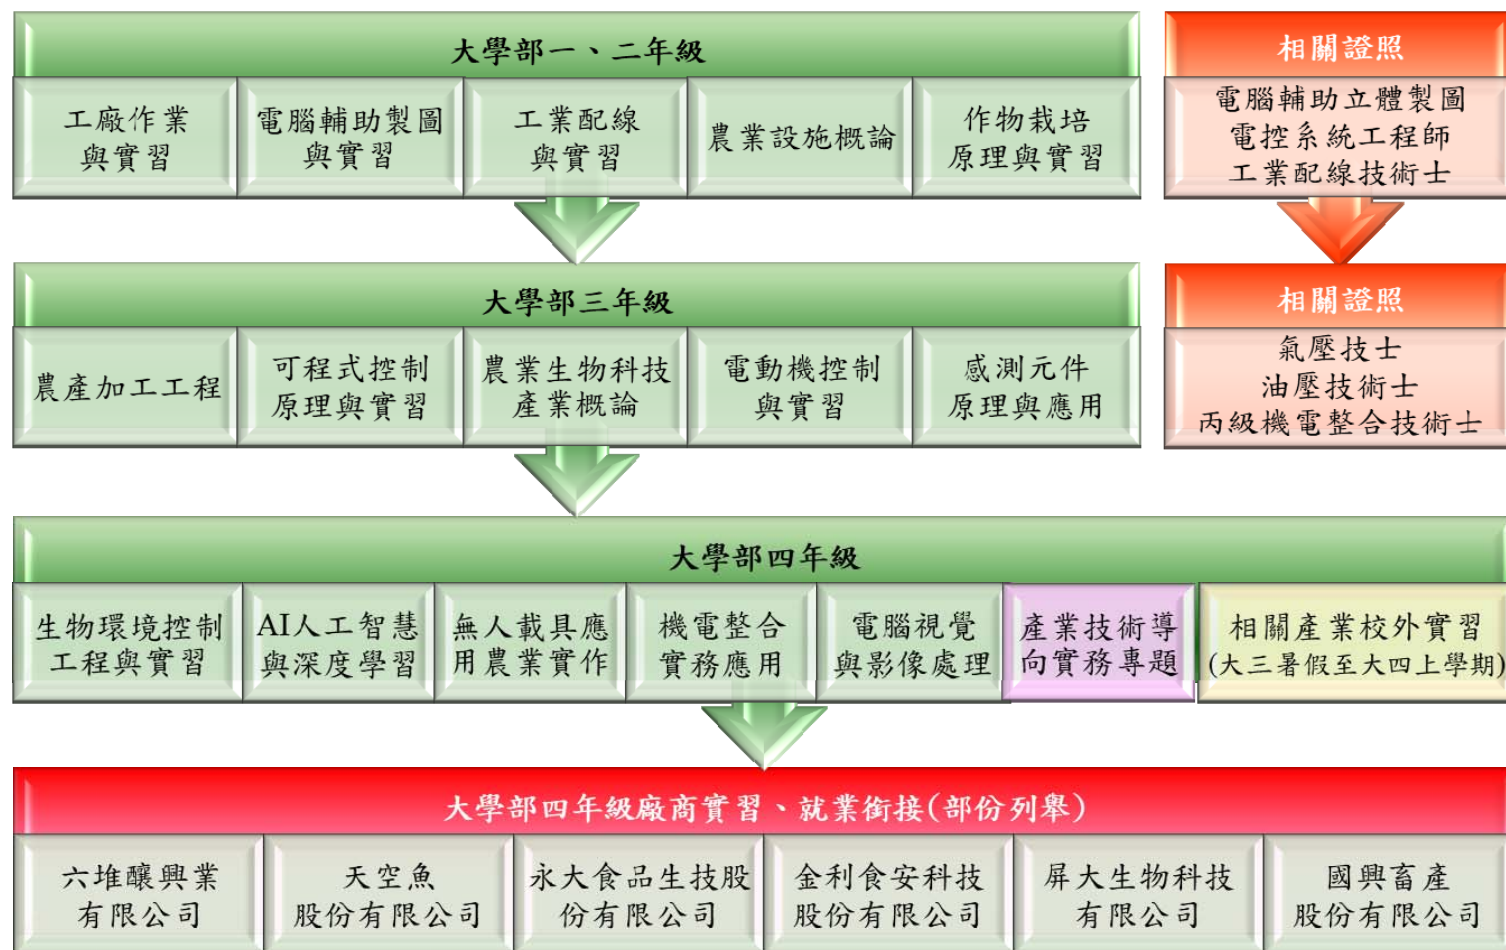 大學部一、二年級
工廠作業
與實習
電腦輔助製圖
與實習
工業配線
與實習
農業設施概論
作物栽培
原理與實習
相關證照
電腦輔助立體製圖
電控系統工程師
工業配線技術士
大學部三年級
農產加工工程
可程式控制
原理與實習
農業生物科技
產業概論
電動機控制
與實習
感測元件
原理與應用
相關證照
氣壓技士
油壓技術士
丙級機電整合技術士
大學部四年級
生物環境控制
工程與實習
AI人工智慧
與深度學習
無人載具應
用農業實作
機電整合
實務應用
電腦視覺
與影像處理
產業技術導
向實務專題
相關產業校外實習
(大三暑假至大四上學期)
大學部四年級廠商實習、就業銜接(部份列舉)
六堆釀興業
有限公司
天空魚
股份有限公司
永大食品生技股
份有限公司
金利食安科技
股份有限公司
屏大生物科技
有限公司
國興畜產
股份有限公司